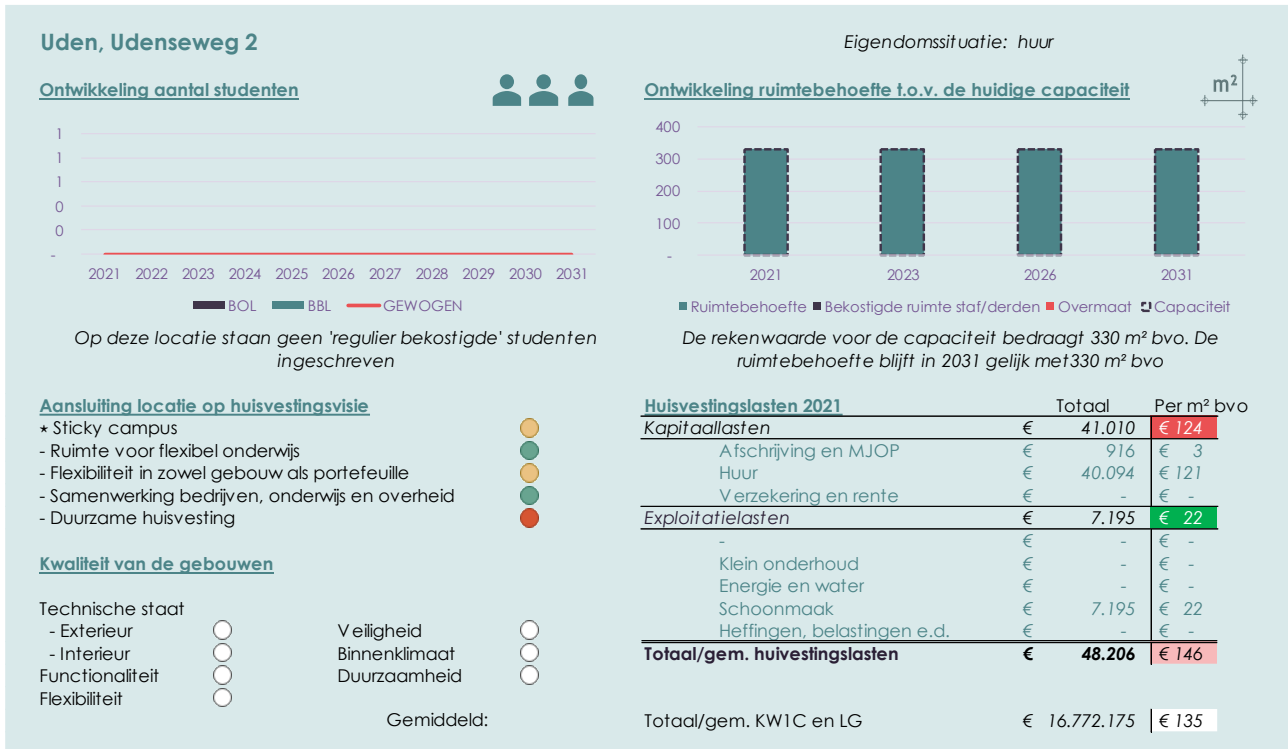 Uden, Udenseweg 2
Eigendomssituatie: huur
Ontwikkeling aantal studenten
1
1
1
0
0
-
2021 2022 2023 2024 2025 2026 2027 2028 2029 2030 2031
BOL BBL GEWOGEN
Op deze locatie staan geen 'regulier bekostigde' studenten
ingeschreven
Ontwikkeling ruimtebehoefte t.o.v. de huidige capaciteit
m²
400
300
200
100
-
2021 2023 2026 2031
Ruimtebehoefte Bekostigde ruimte staf/derden Overmaat Capaciteit
De rekenwaarde voor de capaciteit bedraagt 330 m² bvo. De
ruimtebehoefte blijft in 2031 gelijk met330 m² bvo
Aansluiting locatie op huisvestingsvisie
* Sticky campus
- Ruimte voor flexibel onderwijs
- Flexibiliteit in zowel gebouw als portefeuille
- Samenwerking bedrijven, onderwijs en overheid
- Duurzame huisvesting
Kwaliteit van de gebouwen
Technische staat
- Exterieur Veiligheid
- Interieur Binnenklimaat
Functionaliteit Duurzaamheid
Flexibiliteit
Gemiddeld:
Huisvestingslasten 2021 Totaal Per m² bvo
Kapitaallasten € 41.010 € 124
Afschrijving en MJOP € 916 € 3
Huur € 40.094 € 121
Verzekering en rente € - € -
Exploitatielasten € 7.195 € 22
- € - € -
Klein onderhoud € - € -
Energie en water € - € -
Schoonmaak € 7.195 € 22
Heffingen, belastingen e.d. € - € -
Totaal/gem. huivestingslasten € 48.206 € 146
Totaal/gem. KW1C en LG € 16.772.175 € 135